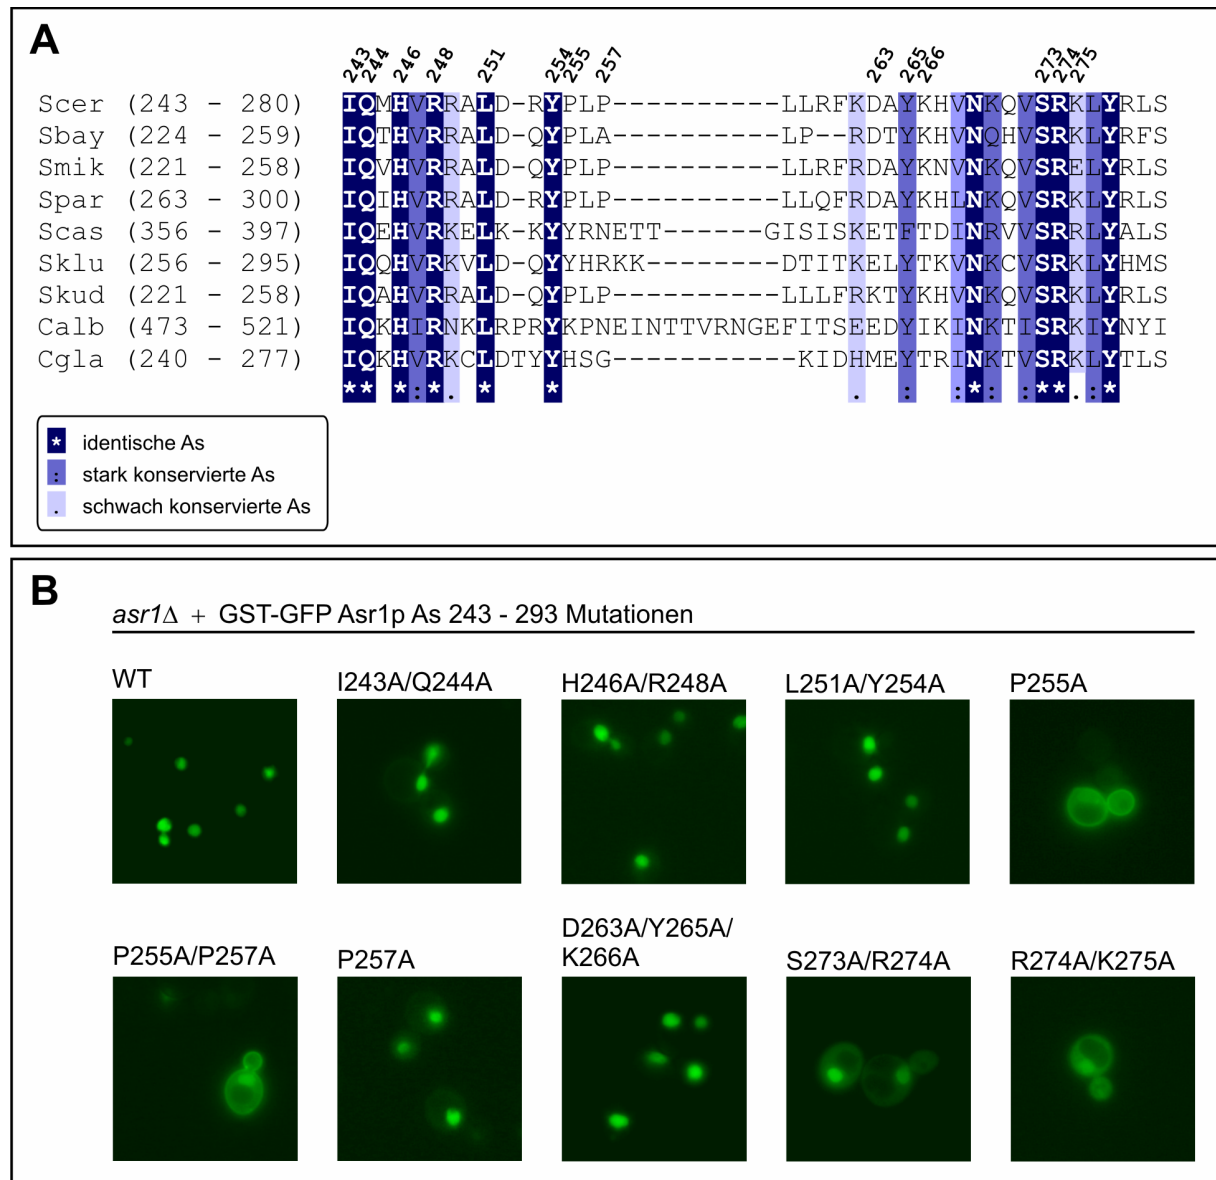 A
243 244 246 248 251 254 255 257 263 265 266 273 274 275
Scer (243 - 280) IQMHVRRALD-RYPLP----------LLRFKDAYKHVNKQVSRKLYRLS
Sbay (224 - 259) IQTHVRRALD-QYPLA----------LP--RDTYKHVNQHVSRKLYRFS
Smik (221 - 258) IQVHVRRALD-RYPLP----------LLRFRDAYKNVNKQVSRELYRLS
Spar (263 - 300) IQIHVRRALD-RYPLP----------LLQFRDAYKHLNKQVSRKLYRLS
Scas (356 - 397) IQEHVRKELK-KYYRNETT------GISISKETFTDINRVVSRRLYALS
Sklu (256 - 295) IQQHVRKVLD-QYYHRKK--------DTITKELYTKVNKCVSRKLYHMS
Skud (221 - 258) IQAHVRRALD-QYPLP----------LLLFRKTYKHVNKQVSRKLYRLS
Calb (473 - 521) IQKHIRNKLRPRYKPNEINTTVRNGEFITSEEDYIKINKTISRKIYNYI
Cgla (240 - 277) IQKHVRKCLDTYYHSG-----------KIDHMEYTRINKTVSRKLYTLS
** *:*. *   *                 .  :  :*: :**.:*
* identische As
: stark konservierte As
. schwach konservierte As
B
asr1Δ + GST-GFP Asr1p As 243 - 293 Mutationen
WT
I243A/Q244A
H246A/R248A
L251A/Y254A
P255A
P255A/P257A
P257A
D263A/Y265A/
K266A
S273A/R274A
R274A/K275A